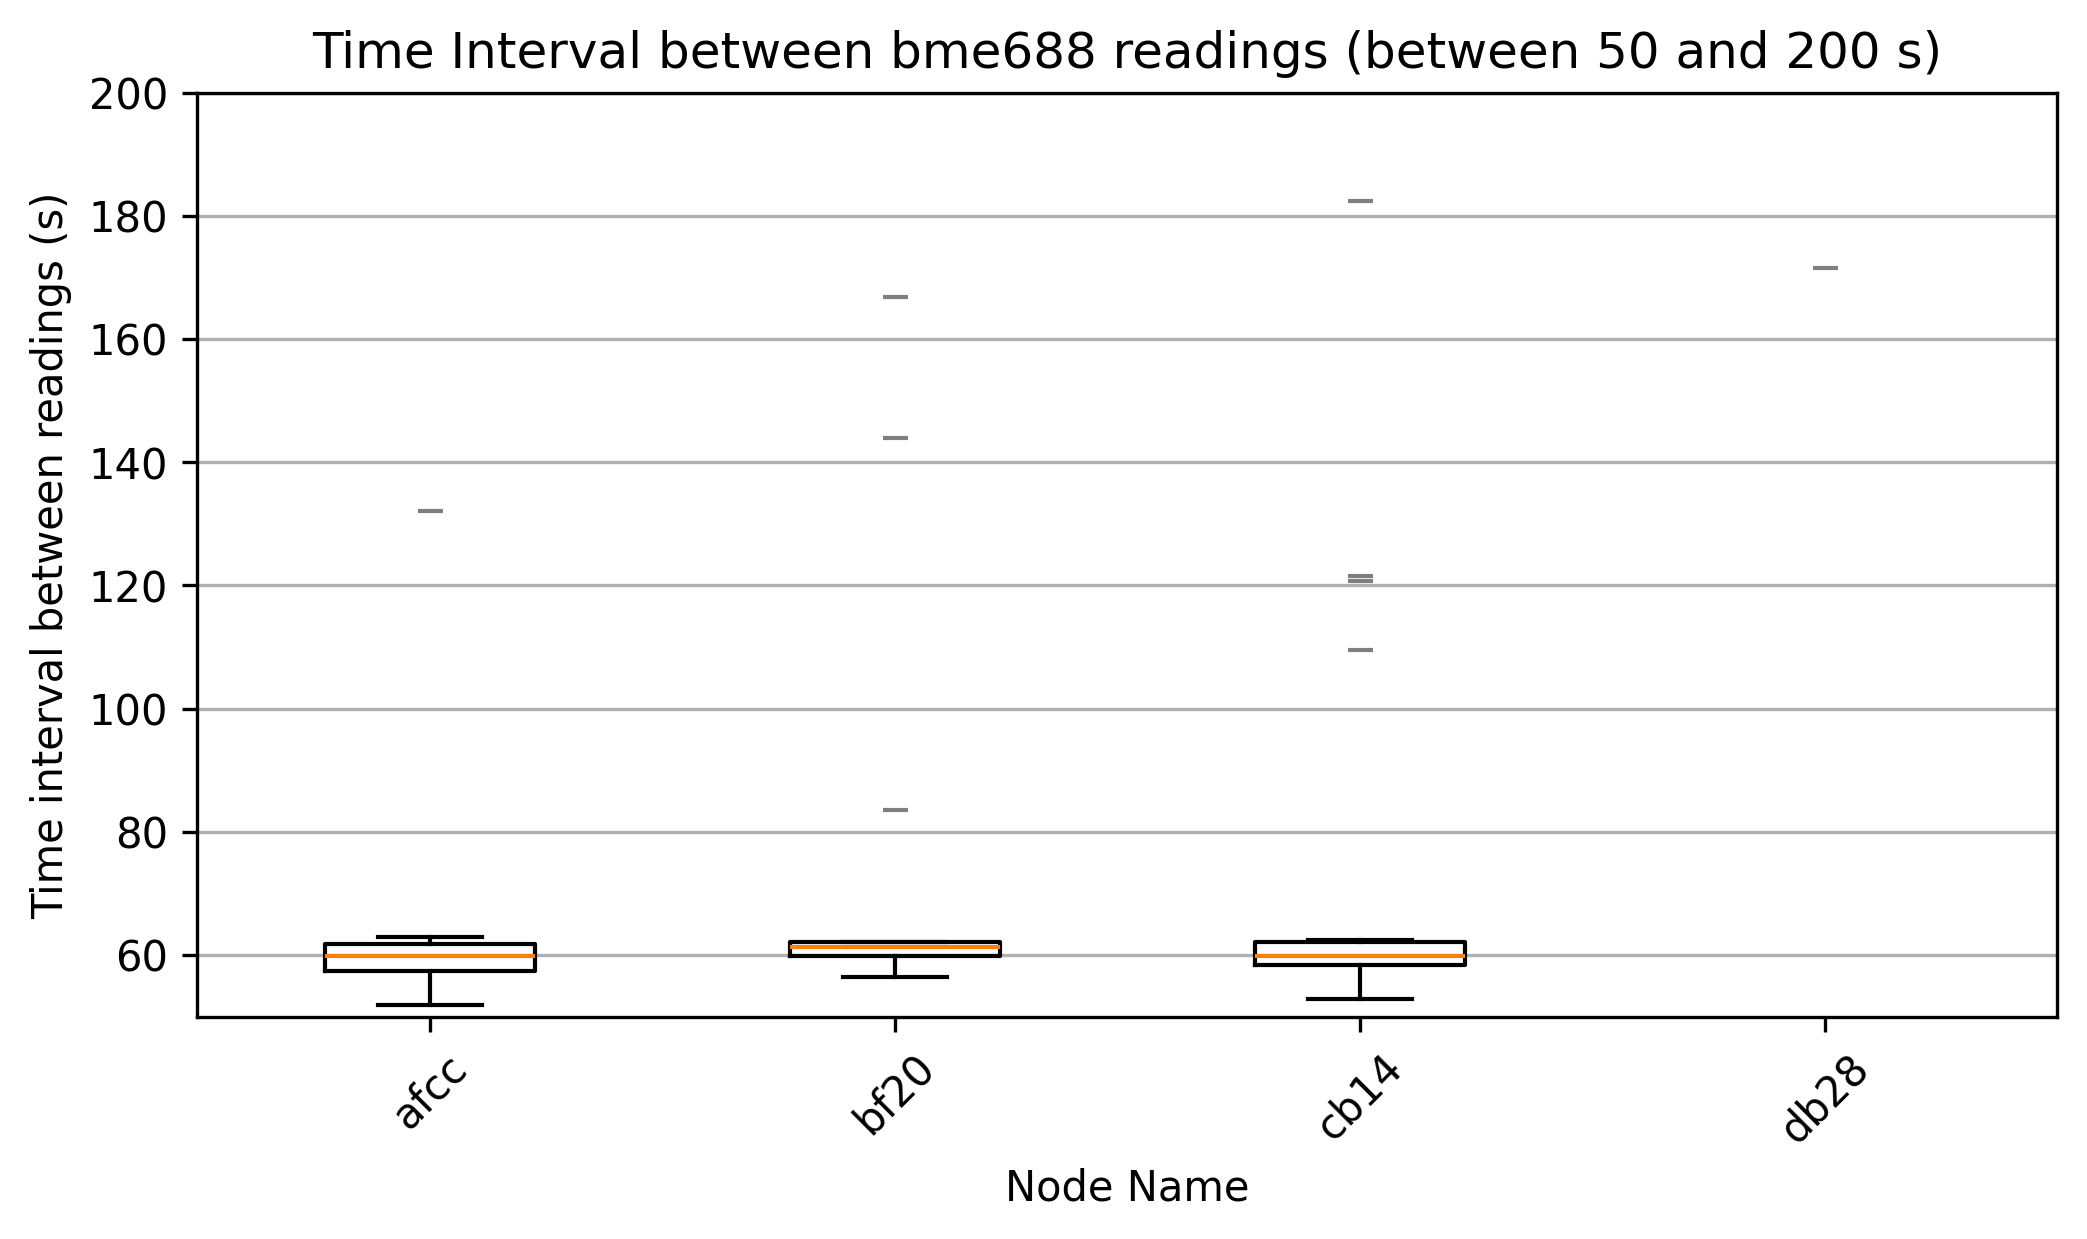 Time Interval between bme688 readings (between 50 and 200 s)
Time interval between readings (s)
200
180
160
140
120
100
80
60
afcc
bf20
cb14
db28
Node Name